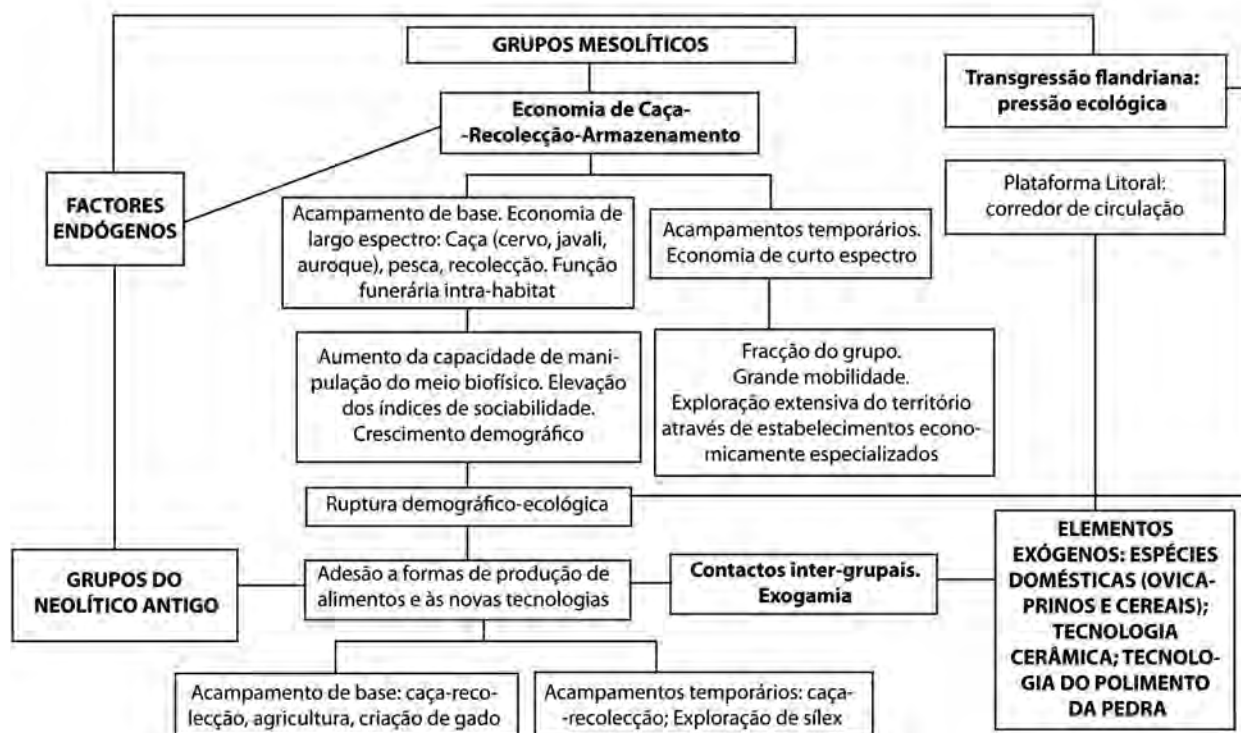 GRUPOS MESOLÍTICOS
Transgressão flandriana:
pressão ecológica
Economia de Caça-
-Recolecção-Armazenamento
Plataforma Litoral:
corredor de circulação
FACTORES
ENDÓGENOS
Acampamento de base. Economia de
largo espectro: Caça (cervo, javali,
auroque), pesca, recolecção. Função
funerária intra-habitat
Acampamentos temporários.
Economia de curto espectro
Aumento da capacidade de mani-
pulação do meio biofísico. Elevação
dos índices de sociabilidade.
Crescimento demográfico
Fracção do grupo.
Grande mobilidade.
Exploração extensiva do território
através de estabelecimentos econo-
micamente especializados
Ruptura demográfico-ecológica
GRUPOS DO
NEOLÍTICO ANTIGO
Adesão a formas de produção de
alimentos e às novas tecnologias
Contactos inter-grupais.
Exogamia
ELEMENTOS
EXÓGENOS: ESPÉCIES
DOMÉSTICAS (OVICA-
PRINOS E CEREAIS);
TECNOLOGIA
CERÂMICA; TECNOLO-
GIA DO POLIMENTO
DA PEDRA
Acampamento de base: caça-reco-
lecção, agricultura, criação de gado
Acampamentos temporários: caça-
-recolecção; Exploração de sílex